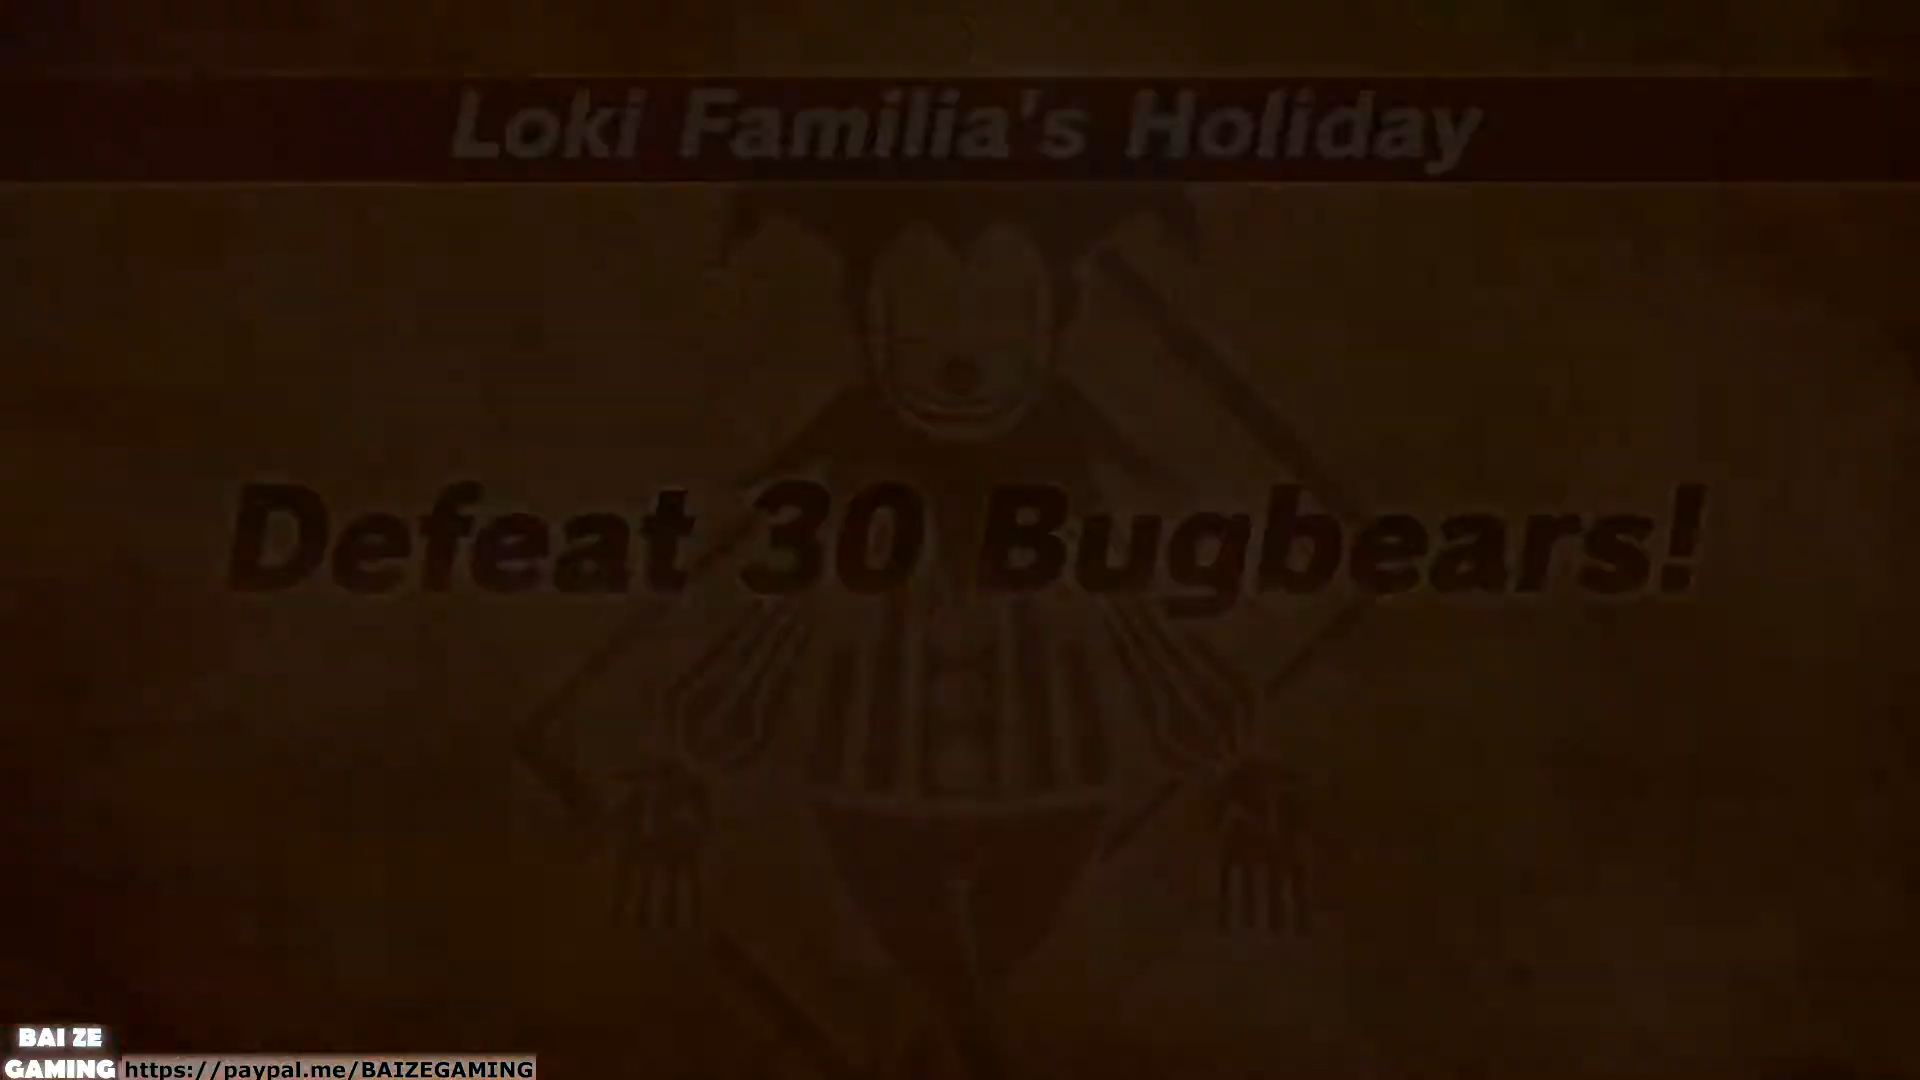 Loki Familia's Holiday
Defeat 30 Bugbears!
BAI ZE
GAMING https://paypal.me/BAIZEGAMING